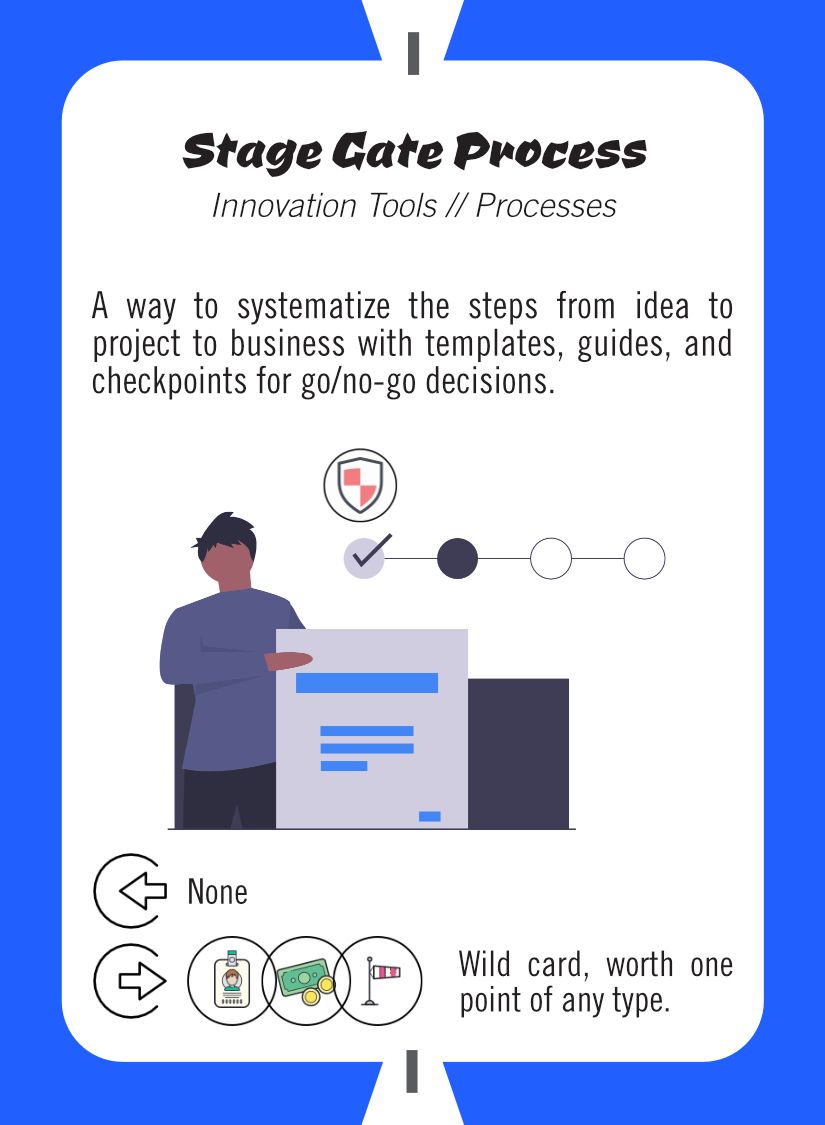 Stage Gate Process
Innovation Tools // Processes
A way to systematize the steps from idea to
project to business with templates, guides, and
checkpoints for go/no-go decisions.
None
Wild card, worth one
point of any type.